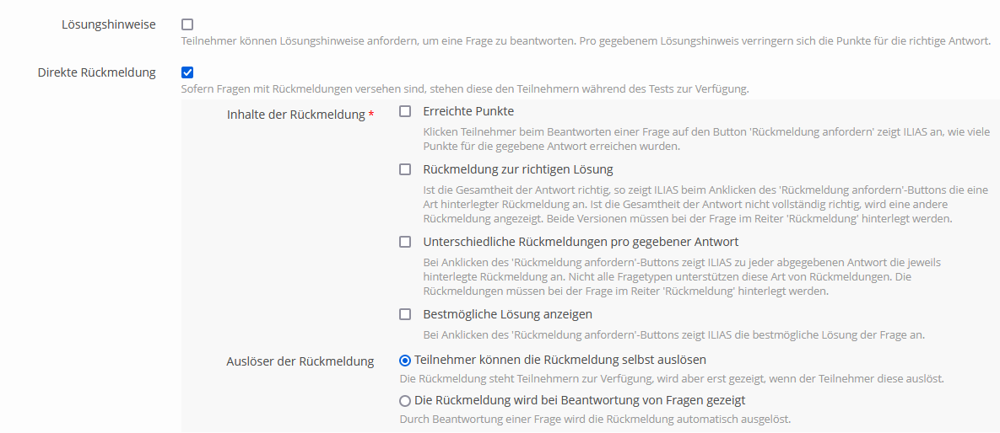 Lösungshinweise
Teilnehmer können Lösungshinweise anfordern, um eine Frage zu beantworten. Pro gegebenem Lösungshinweis verringern sich die Punkte für die richtige Antwort.
Direkte Rückmeldung
Sofern Fragen mit Rückmeldungen versehen sind, stehen diese den Teilnehmern während des Tests zur Verfügung.
Inhalte der Rückmeldung *
Erreichte Punkte
Klicken Teilnehmer beim Beantworten einer Frage auf den Button 'Rückmeldung anfordern' zeigt ILIAS an, wie viele
Punkte für die gegebene Antwort erreichen wurden.
Rückmeldung zur richtigen Lösung
Ist die Gesamtheit der Antwort richtig, so zeigt ILIAS beim Anklicken des 'Rückmeldung anfordern'-Buttons die eine
Art hinterlegter Rückmeldung an. Ist die Gesamtheit der Antwort nicht vollständig richtig, wird eine andere
Rückmeldung angezeigt. Beide Versionen müssen bei der Frage im Reiter 'Rückmeldung' hinterlegt werden.
Unterschiedliche Rückmeldungen pro gegebener Antwort
Bei Anklicken des 'Rückmeldung anfordern'-Buttons zeigt ILIAS zu jeder abgegebenen Antwort die jeweils
hinterlegte Rückmeldung an. Nicht alle Fragetypen unterstützen diese Art von Rückmeldungen. Die
Rückmeldungen müssen bei der Frage im Reiter 'Rückmeldung' hinterlegt werden.
Bestmögliche Lösung anzeigen
Bei Anklicken des 'Rückmeldung anfordern'-Buttons zeigt ILIAS die bestmögliche Lösung der Frage an.
Auslöser der Rückmeldung
Teilnehmer können die Rückmeldung selbst auslösen
Die Rückmeldung steht Teilnehmern zur Verfügung, wird aber erst gezeigt, wenn der Teilnehmer diese auslöst.
Die Rückmeldung wird bei Beantwortung von Fragen gezeigt
Durch Beantwortung einer Frage wird die Rückmeldung automatisch ausgelöst.